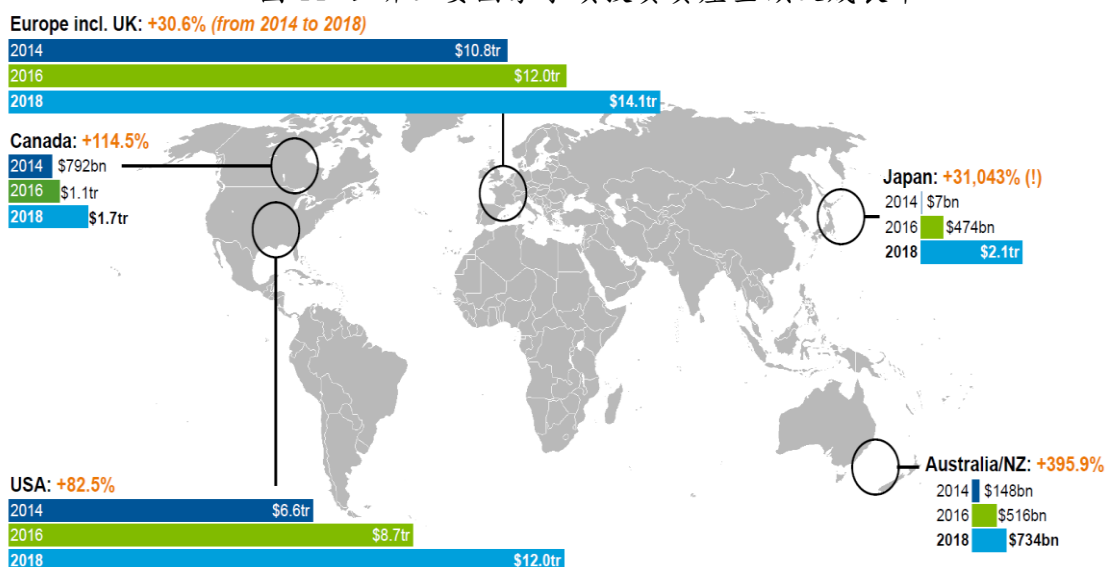 Europe incl. UK: +30.6% (from 2014 to 2018)
2014 $10.8tr
2016 $12.0tr
2018 $14.1tr
Canada: +114.5%
2014 $792bn
2016 $1.1tr
2018 $1.7tr
Japan: +31,043% (!)
2014 $7bn
2016 $474bn
2018 $2.1tr
Australia/NZ: +395.9%
2014 $148bn
2016 $516bn
2018 $734bn
USA: +82.5%
2014 $6.6tr
2016 $8.7tr
2018 $12.0tr